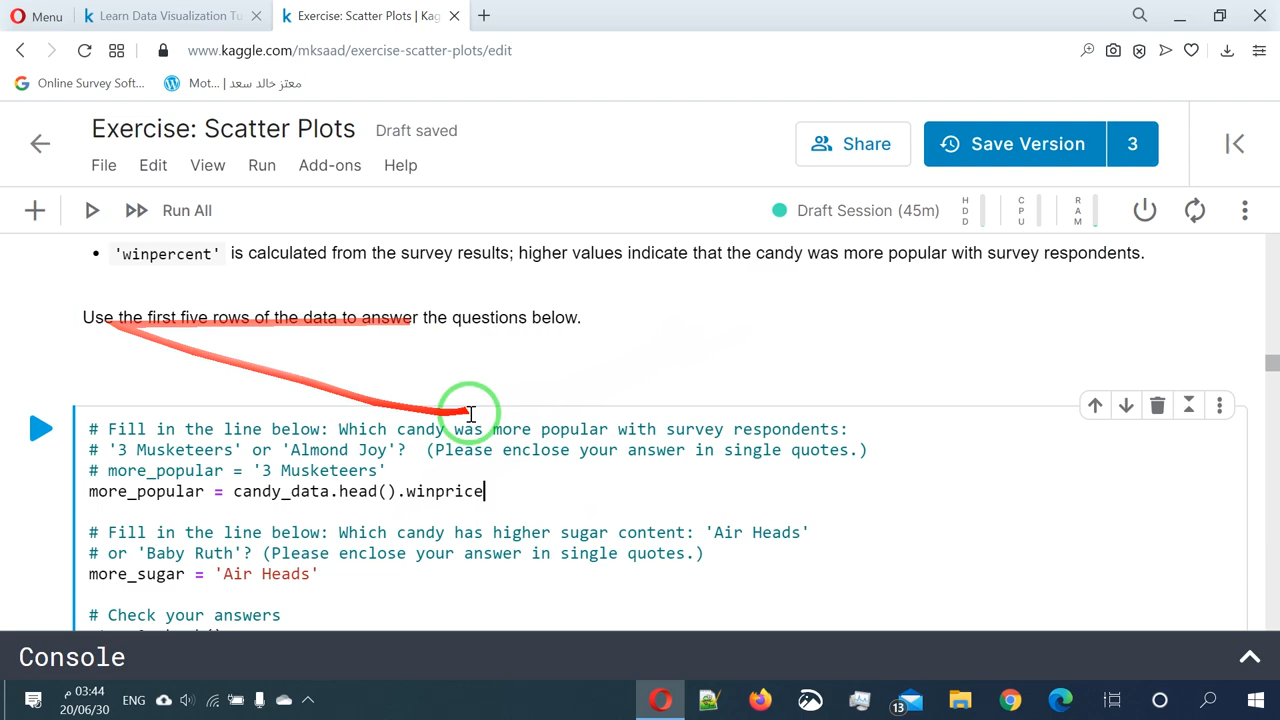 Menu
Learn Data Visualization Tu
Exercise: Scatter Plots | Kag
www.kaggle.com/mksaad/exercise-scatter-plots/edit
Online Survey Soft...
Mot... | معتز خالد سعد
Exercise: Scatter Plots
Draft saved
Share
Save Version
3
File Edit View Run Add-ons Help
Run All
Draft Session (45m)
HDD
CPU
RAM
• 'winpercent' is calculated from the survey results; higher values indicate that the candy was more popular with survey respondents.
Use the first five rows of the data to answer the questions below.
# Fill in the line below: Which candy was more popular with survey respondents:
# '3 Musketeers' or 'Almond Joy'?  (Please enclose your answer in single quotes.)
# more_popular = '3 Musketeers'
more_popular = candy_data.head().winprice
# Fill in the line below: Which candy has higher sugar content: 'Air Heads'
# or 'Baby Ruth'? (Please enclose your answer in single quotes.)
more_sugar = 'Air Heads'
# Check your answers
Console
03:44 م
20/06/30
ENG
13